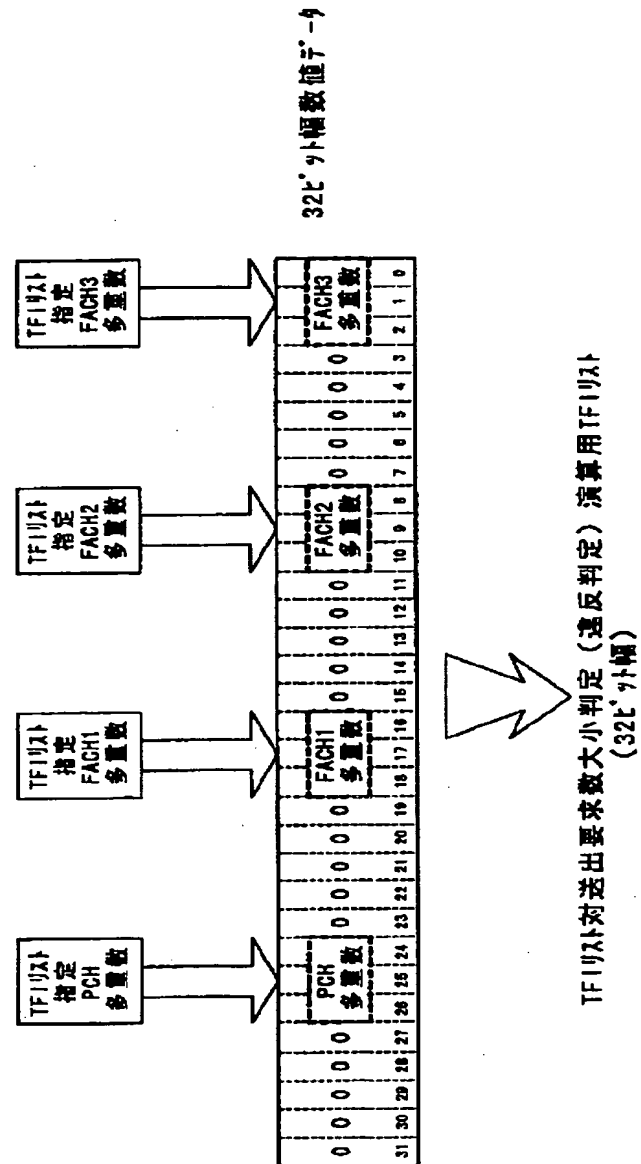 TFIリスト
指定
PCH
多重数
TFIリスト
指定
FACH1
多重数
TFIリスト
指定
FACH2
多重数
TFIリスト
指定
FACH3
多重数
32ビット幅数値データ
0 0 0 0 0 PCH 多重数 0 0 0 0 0 FACH1 多重数 0 0 0 0 0 FACH2 多重数 0 0 0 0 0 FACH3 多重数
31 30 29 28 27 26 25 24 23 22 21 20 19 18 17 16 15 14 13 12 11 10 9 8 7 6 5 4 3 2 1 0
TFIリスト対送出要求数大小判定（違反判定）演算用TFIリスト
（32ビット幅）